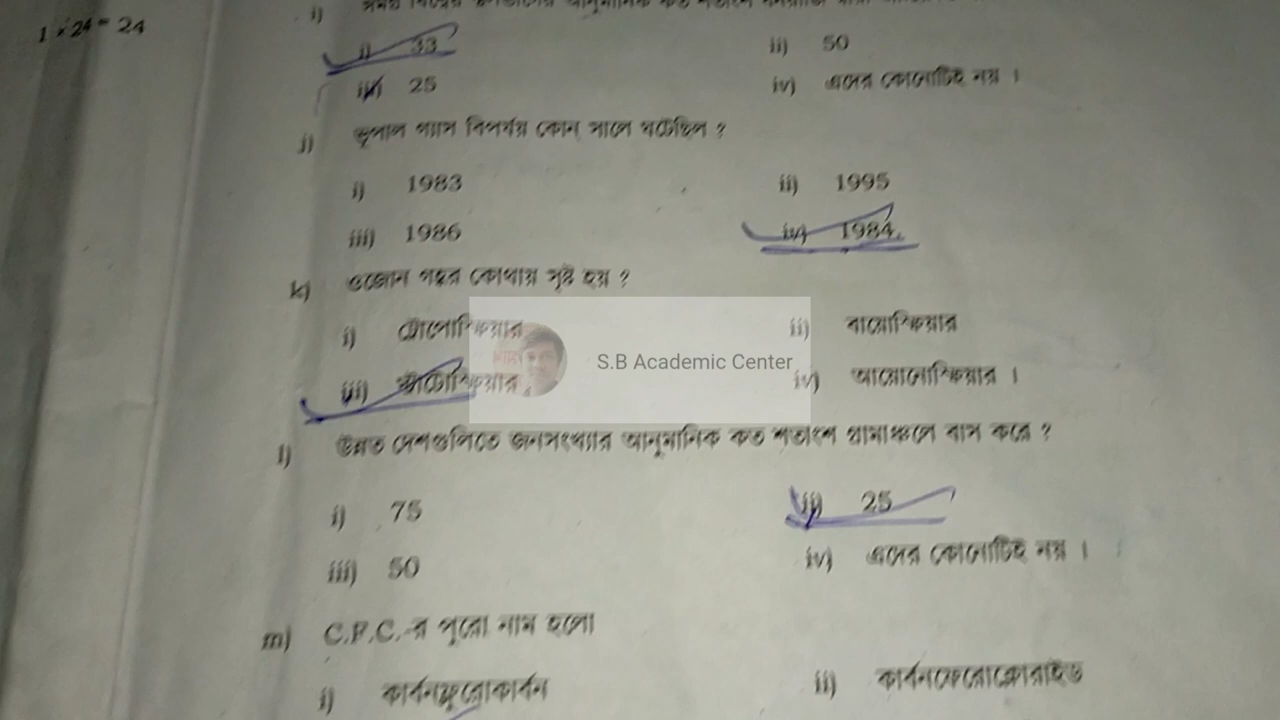 1 × 24 = 24
i)
i) 33 ii) 50
iii) 25 iv) এদের কোনোটিই নয় ।
j) ভূপাল গ্যাস বিপর্যয় কোন্ সালে ঘটেছিল ?
i) 1983 ii) 1995
iii) 1986 iv) 1984.
k) ওজোন গহ্বর কোথায় সৃষ্ট হয় ?
i) ট্রোপোস্ফিয়ার ii) বায়োস্ফিয়ার
S.B Academic Center
iii) স্ট্রাটোস্ফিয়ার iv) আয়োনোস্ফিয়ার ।
l) উন্নত দেশগুলিতে জনসংখ্যার আনুমানিক কত শতাংশ গ্রামাঞ্চলে বাস করে ?
i) 75 ii) 25
iii) 50 iv) এদের কোনোটিই নয় ।
m) C.F.C.-র পুরো নাম হলো
i) কার্বনফ্লুরোকার্বন ii) কার্বনফেরোক্লোরাইড